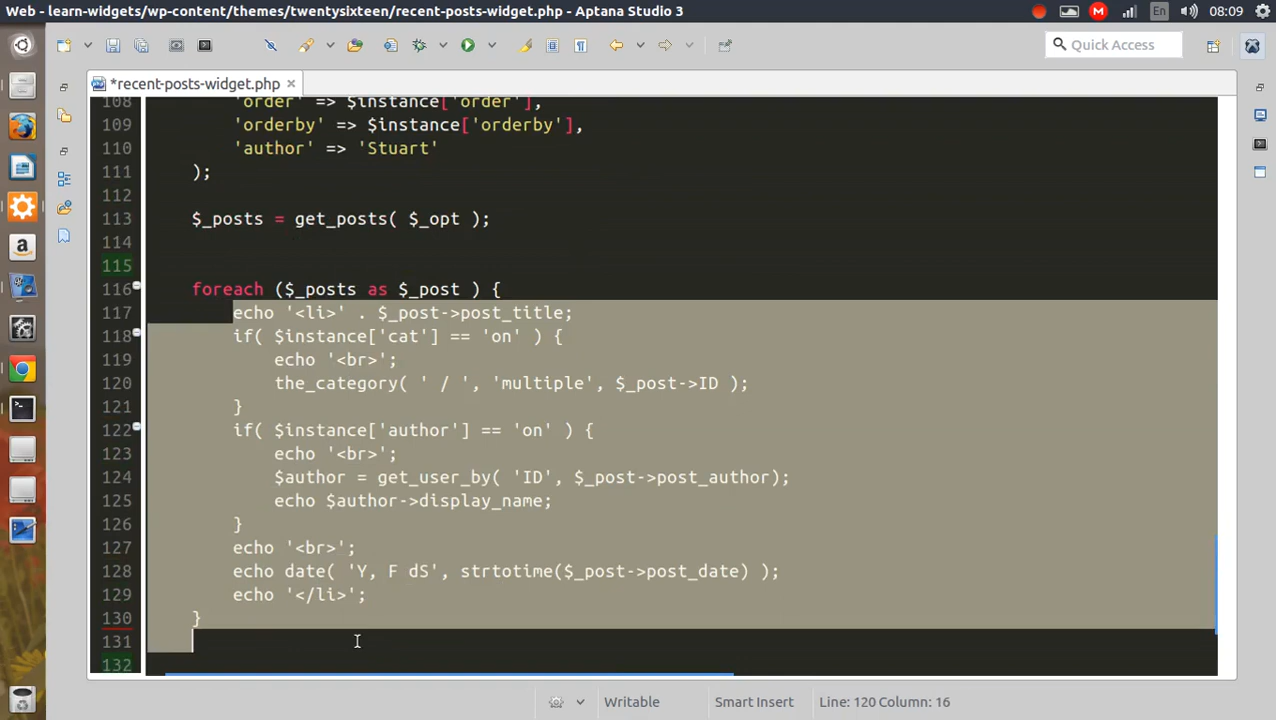 Web - learn-widgets/wp-content/themes/twentysixteen/recent-posts-widget.php - Aptana Studio 3
M
En
08:09
Quick Access
*recent-posts-widget.php
108 'order' => $instance['order'],
109 'orderby' => $instance['orderby'],
110 'author' => 'Stuart'
111 );
112
113 $_posts = get_posts( $_opt );
114
115
116 foreach ($_posts as $_post ) {
117 echo '<li>' . $_post->post_title;
118 if( $instance['cat'] == 'on' ) {
119 echo '<br>';
120 the_category( ' / ', 'multiple', $_post->ID );
121 }
122 if( $instance['author'] == 'on' ) {
123 echo '<br>';
124 $author = get_user_by( 'ID', $_post->post_author);
125 echo $author->display_name;
126 }
127 echo '<br>';
128 echo date( 'Y, F dS', strtotime($_post->post_date) );
129 echo '</li>';
130 }
131
132
Writable
Smart Insert
Line: 120 Column: 16